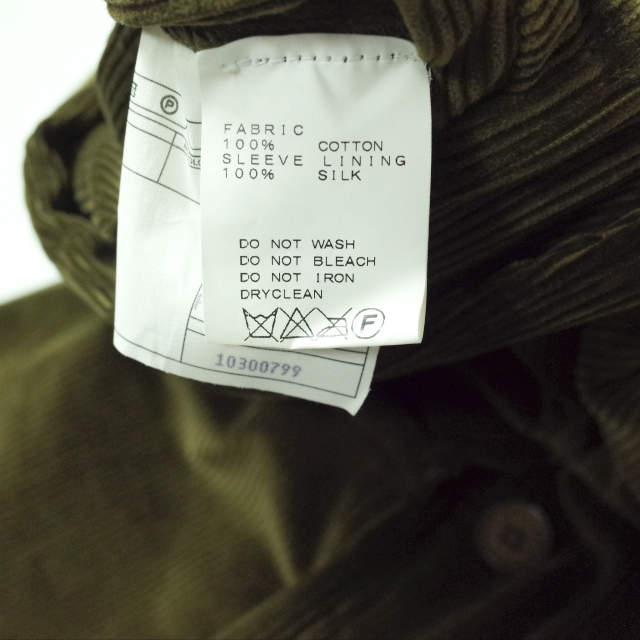 FABRIC
100% COTTON
SLEEVE LINING
100% SILK
DO NOT WASH
DO NOT BLEACH
DO NOT IRON
DRYCLEAN
F
P
10300799